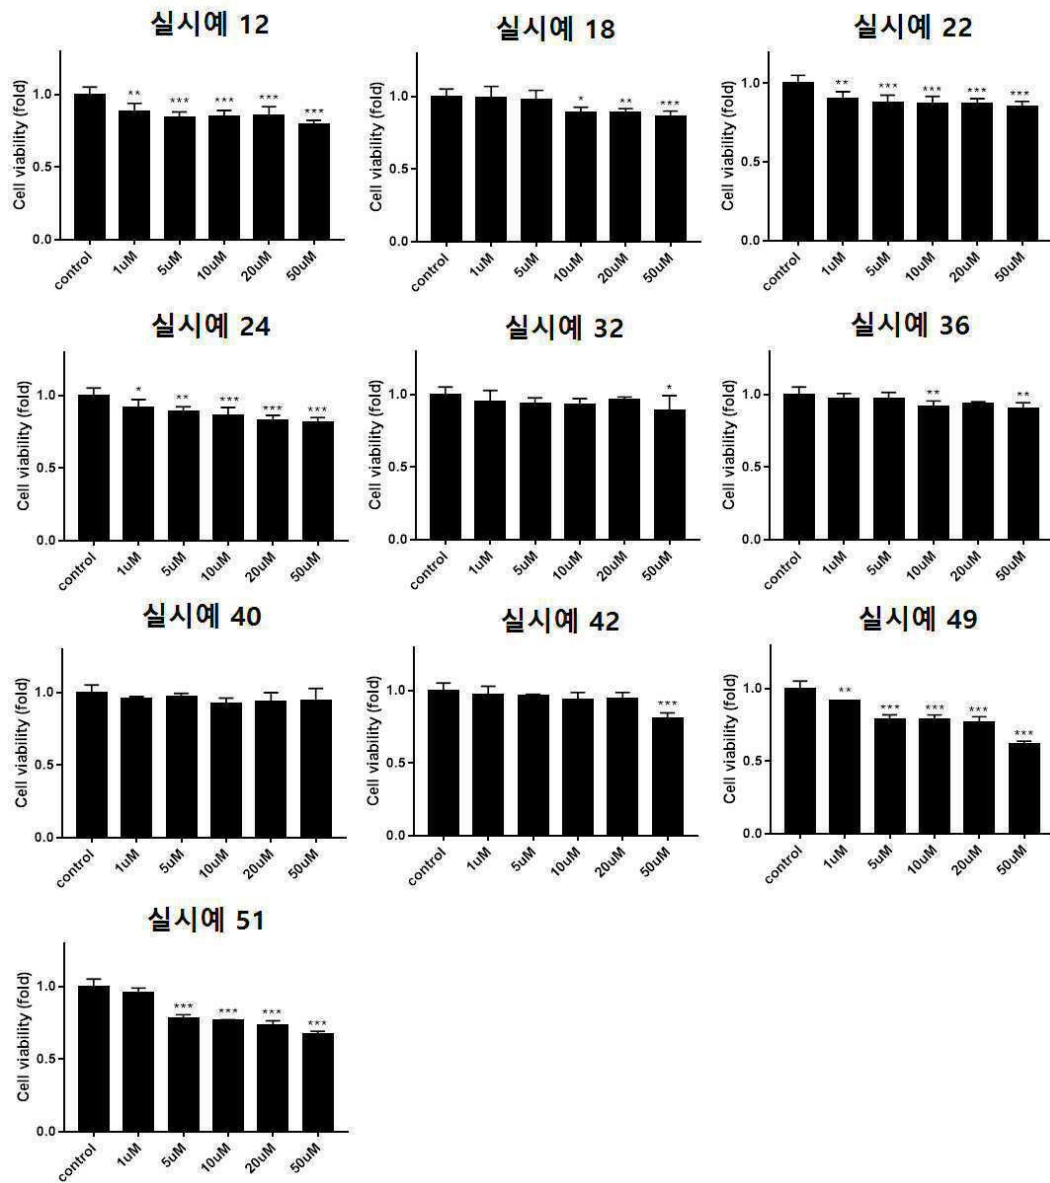 실시예 12
Cell viability (fold)
1.0
**
***
***
***
***
0.5
0.0
control
1uM
5uM
10uM
20uM
50uM
실시예 18
Cell viability (fold)
1.0
*
**
***
0.5
0.0
control
1uM
5uM
10uM
20uM
50uM
실시예 22
Cell viability (fold)
1.0
**
***
***
***
***
0.5
0.0
control
1uM
5uM
10uM
20uM
50uM
실시예 24
Cell viability (fold)
1.0
*
**
***
***
***
0.5
0.0
control
1uM
5uM
10uM
20uM
50uM
실시예 32
Cell viability (fold)
1.0
*
0.5
0.0
control
1uM
5uM
10uM
20uM
50uM
실시예 36
Cell viability (fold)
1.0
**
**
0.5
0.0
control
1uM
5uM
10uM
20uM
50uM
실시예 40
Cell viability (fold)
1.0
0.5
0.0
control
1uM
5uM
10uM
20uM
50uM
실시예 42
Cell viability (fold)
1.0
***
0.5
0.0
control
1uM
5uM
10uM
20uM
50uM
실시예 49
Cell viability (fold)
1.0
**
***
***
***
***
0.5
0.0
control
1uM
5uM
10uM
20uM
50uM
실시예 51
Cell viability (fold)
1.0
***
***
***
***
0.5
0.0
control
1uM
5uM
10uM
20uM
50uM